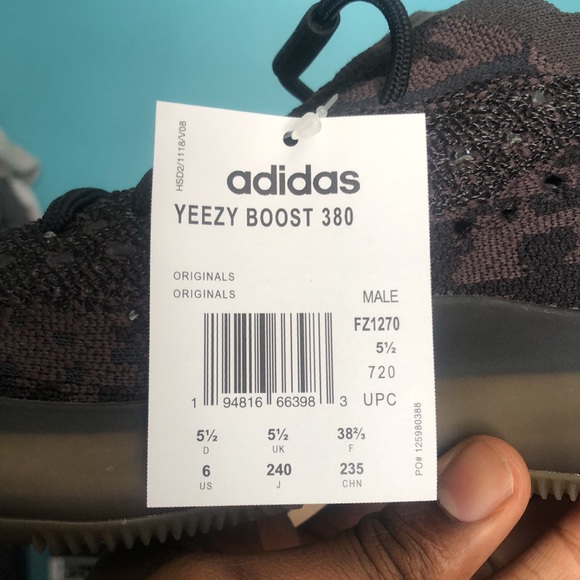 HSD2/1118/V08
adidas
YEEZY BOOST 380
ORIGINALS
ORIGINALS
MALE
FZ1270
5½
720
UPC
1 94816 66398 3
5½ 5½ 38⅔
D UK F
6 240 235
US J CHN
PO# 125980388